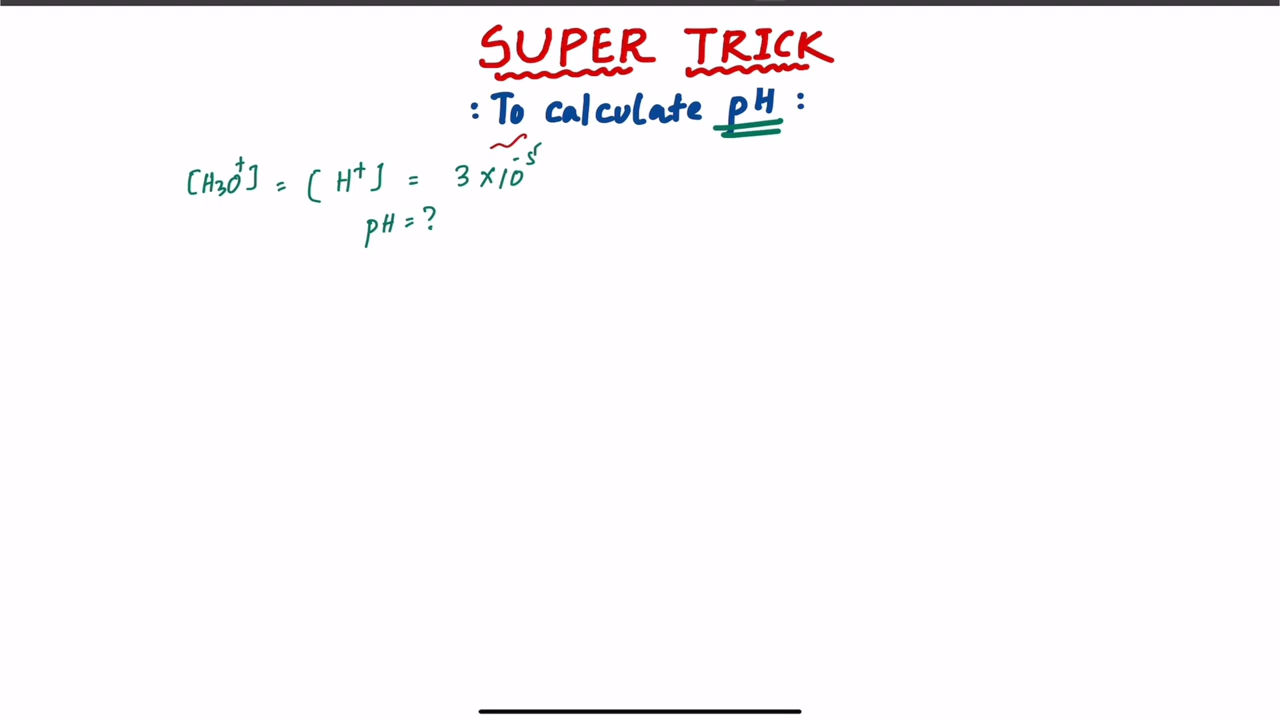 SUPER TRICK
: To calculate pH :
[H₃O⁺] = [H⁺] = 3 × 10⁻⁵
pH = ?